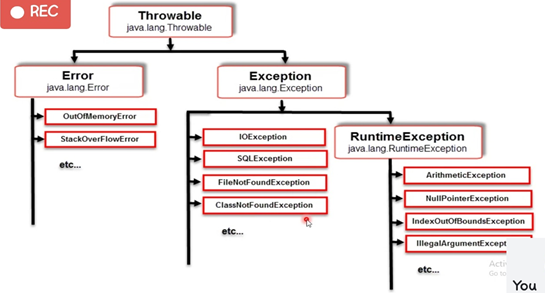 REC
Throwable
java.lang.Throwable
Error
java.lang.Error
OutOfMemoryError
StackOverFlowError
etc...
Exception
java.lang.Exception
IOException
SQLException
FileNotFoundException
ClassNotFoundException
etc...
RuntimeException
java.lang.RuntimeException
ArithmeticException
NullPointerException
IndexOutOfBoundsException
etc...
You